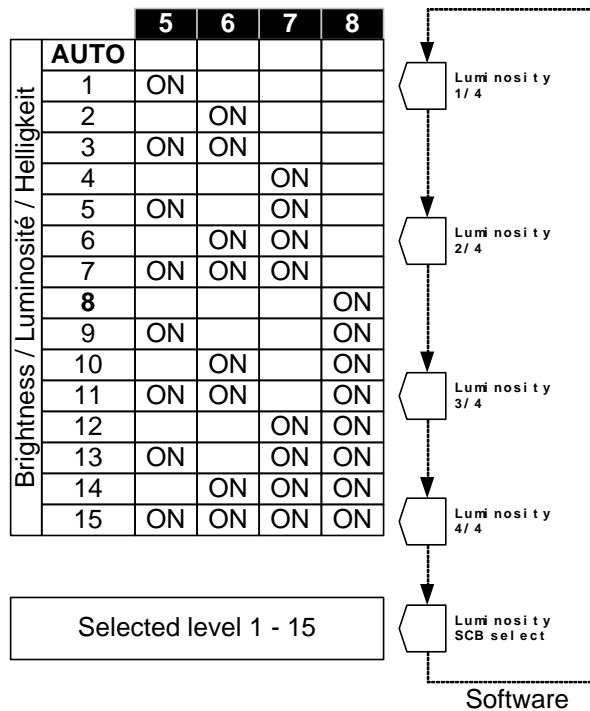 5 6 7 8
AUTO
1 ON
2 ON
3 ON ON
4 ON
5 ON ON
6 ON ON
7 ON ON ON
8 ON
9 ON ON
10 ON ON
11 ON ON ON
12 ON ON
13 ON ON ON
14 ON ON ON
15 ON ON ON ON
Brightness / Luminosité / Helligkeit
Selected level 1 - 15
Luminosity
1/4
Luminosity
2/4
Luminosity
3/4
Luminosity
4/4
Luminosity
SCB select
Software